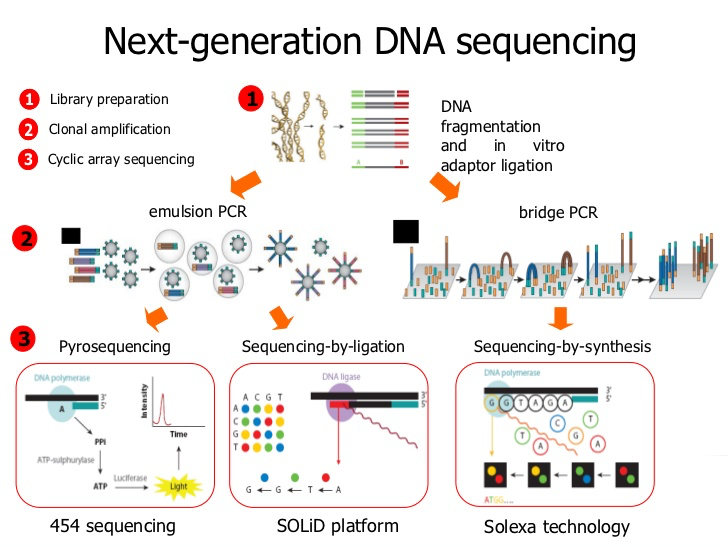 Next-generation DNA sequencing
1 Library preparation
2 Clonal amplification
3 Cyclic array sequencing
1
A B
DNA
fragmentation
and in vitro
adaptor ligation
emulsion PCR
bridge PCR
2
3
Pyrosequencing
Sequencing-by-ligation
Sequencing-by-synthesis
DNA polymerase
3'
5'
A
PPi
ATP-sulphurylase
ATP
Luciferase
Light
Intensity
Time
454 sequencing
DNA ligase
3'
5'
A C G T
A
C
G
T
G G T A
SOLiD platform
DNA polymerase
3'
5'
G G T A G A
C T
T A G A
ATGG....
Solexa technology